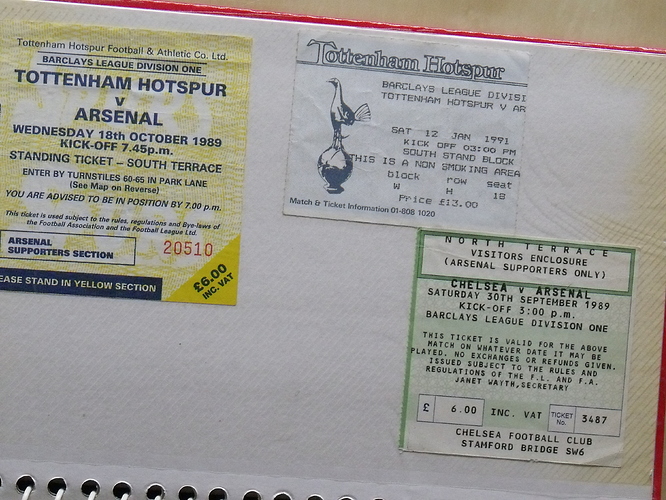 Tottenham Hotspur Football & Athletic Co. Ltd.
BARCLAYS LEAGUE DIVISION ONE
TOTTENHAM HOTSPUR
V
ARSENAL
WEDNESDAY 18th OCTOBER 1989
KICK-OFF 7.45p.m.
STANDING TICKET – SOUTH TERRACE
ENTER BY TURNSTILES 60-65 IN PARK LANE
(See Map on Reverse)
YOU ARE ADVISED TO BE IN POSITION BY 7.00 p.m.
This ticket is used subject to the rules, regulations and Bye-laws of
the Football Association and the Football League Ltd.
ARSENAL
SUPPORTERS SECTION
20510
£6.00
INC. VAT
EASE STAND IN YELLOW SECTION
Tottenham Hotspur
BARCLAYS LEAGUE DIVISI
TOTTENHAM HOTSPUR V AR
SAT 12 JAN 1991
KICK OFF 03:00 PM
SOUTH STAND BLOCK
THIS IS A NON SMOKING AREA
block row seat
W H 18
Price £13.00
Match & Ticket Information 01-808 1020
NORTH TERRACE
VISITORS ENCLOSURE
(ARSENAL SUPPORTERS ONLY)
CHELSEA v ARSENAL
SATURDAY 30TH SEPTEMBER 1989
KICK-OFF 3:00 p.m.
BARCLAYS LEAGUE DIVISION ONE
THIS TICKET IS VALID FOR THE ABOVE
MATCH ON WHATEVER DATE IT MAY BE
PLAYED. NO EXCHANGES OR REFUNDS GIVEN.
ISSUED SUBJECT TO THE RULES AND
REGULATIONS OF THE F.L. AND F.A.
JANET WAYTH, SECRETARY
£ 6.00 INC. VAT TICKET No. 3487
CHELSEA FOOTBALL CLUB
STAMFORD BRIDGE SW6